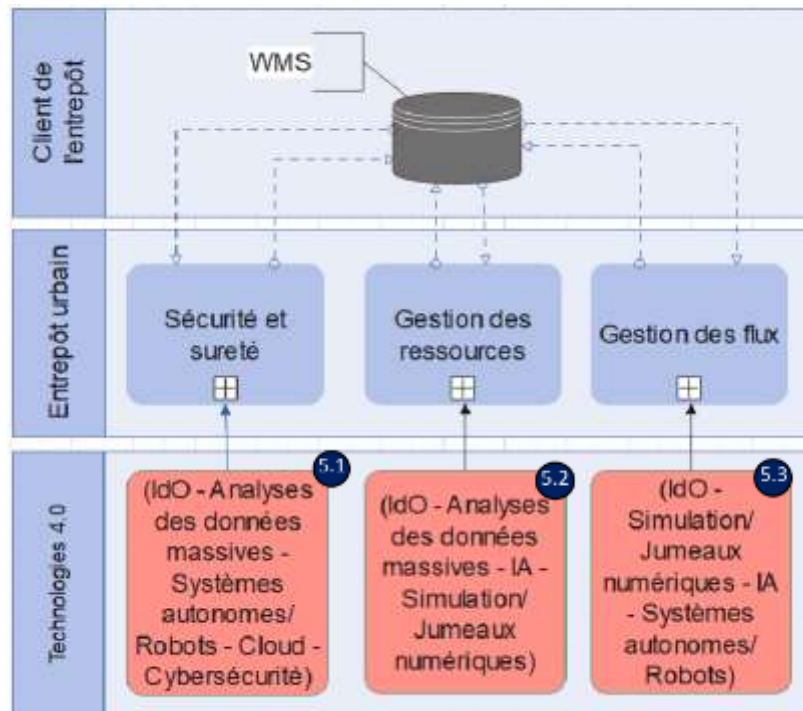 Client de
l'entrepôt
WMS
Entrepôt urbain
Sécurité et
sureté
Gestion des
ressources
Gestion des flux
Technologies 4.0
5.1
(IdO - Analyses
des données
massives -
Systèmes
autonomes/
Robots - Cloud -
Cybersécurité)
5.2
(IdO - Analyses
des données
massives - IA -
Simulation/
Jumeaux
numériques)
5.3
(IdO -
Simulation/
Jumeaux
numériques - IA
- Systèmes
autonomes/
Robots)